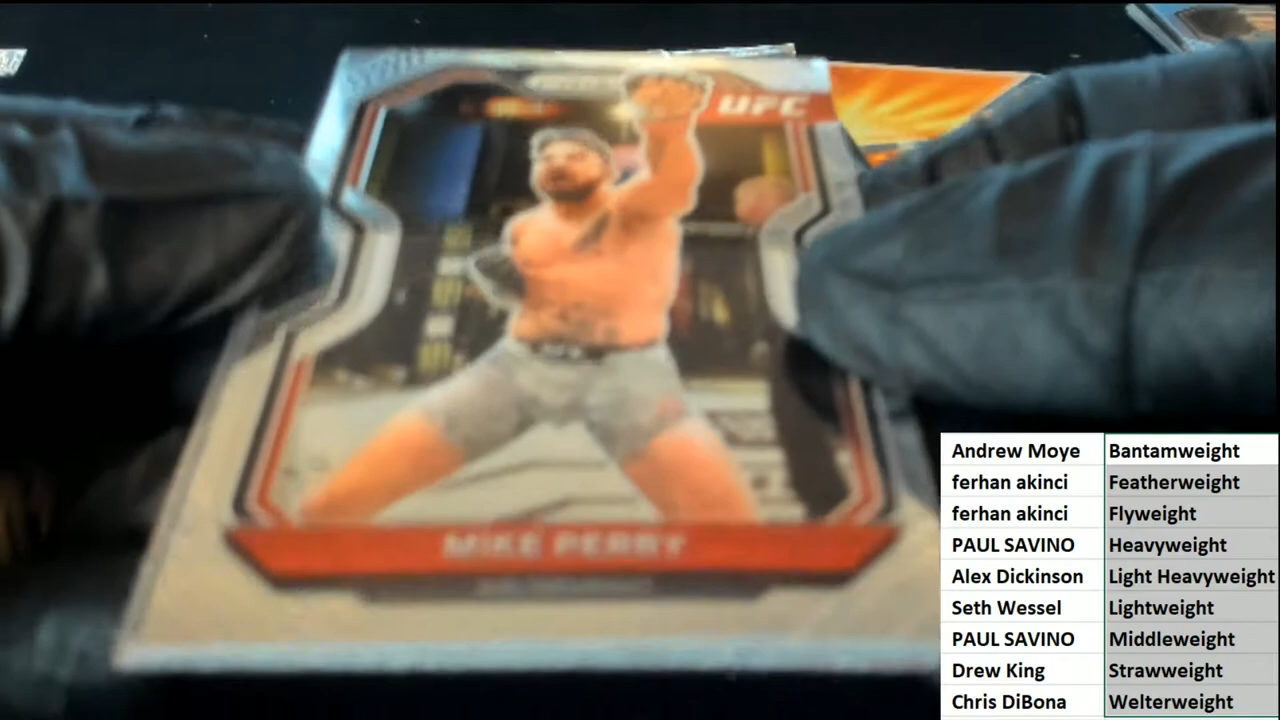 UFC
MIKE PERRY
Andrew Moye Bantamweight
ferhan akinci Featherweight
ferhan akinci Flyweight
PAUL SAVINO Heavyweight
Alex Dickinson Light Heavyweight
Seth Wessel Lightweight
PAUL SAVINO Middleweight
Drew King Strawweight
Chris DiBona Welterweight